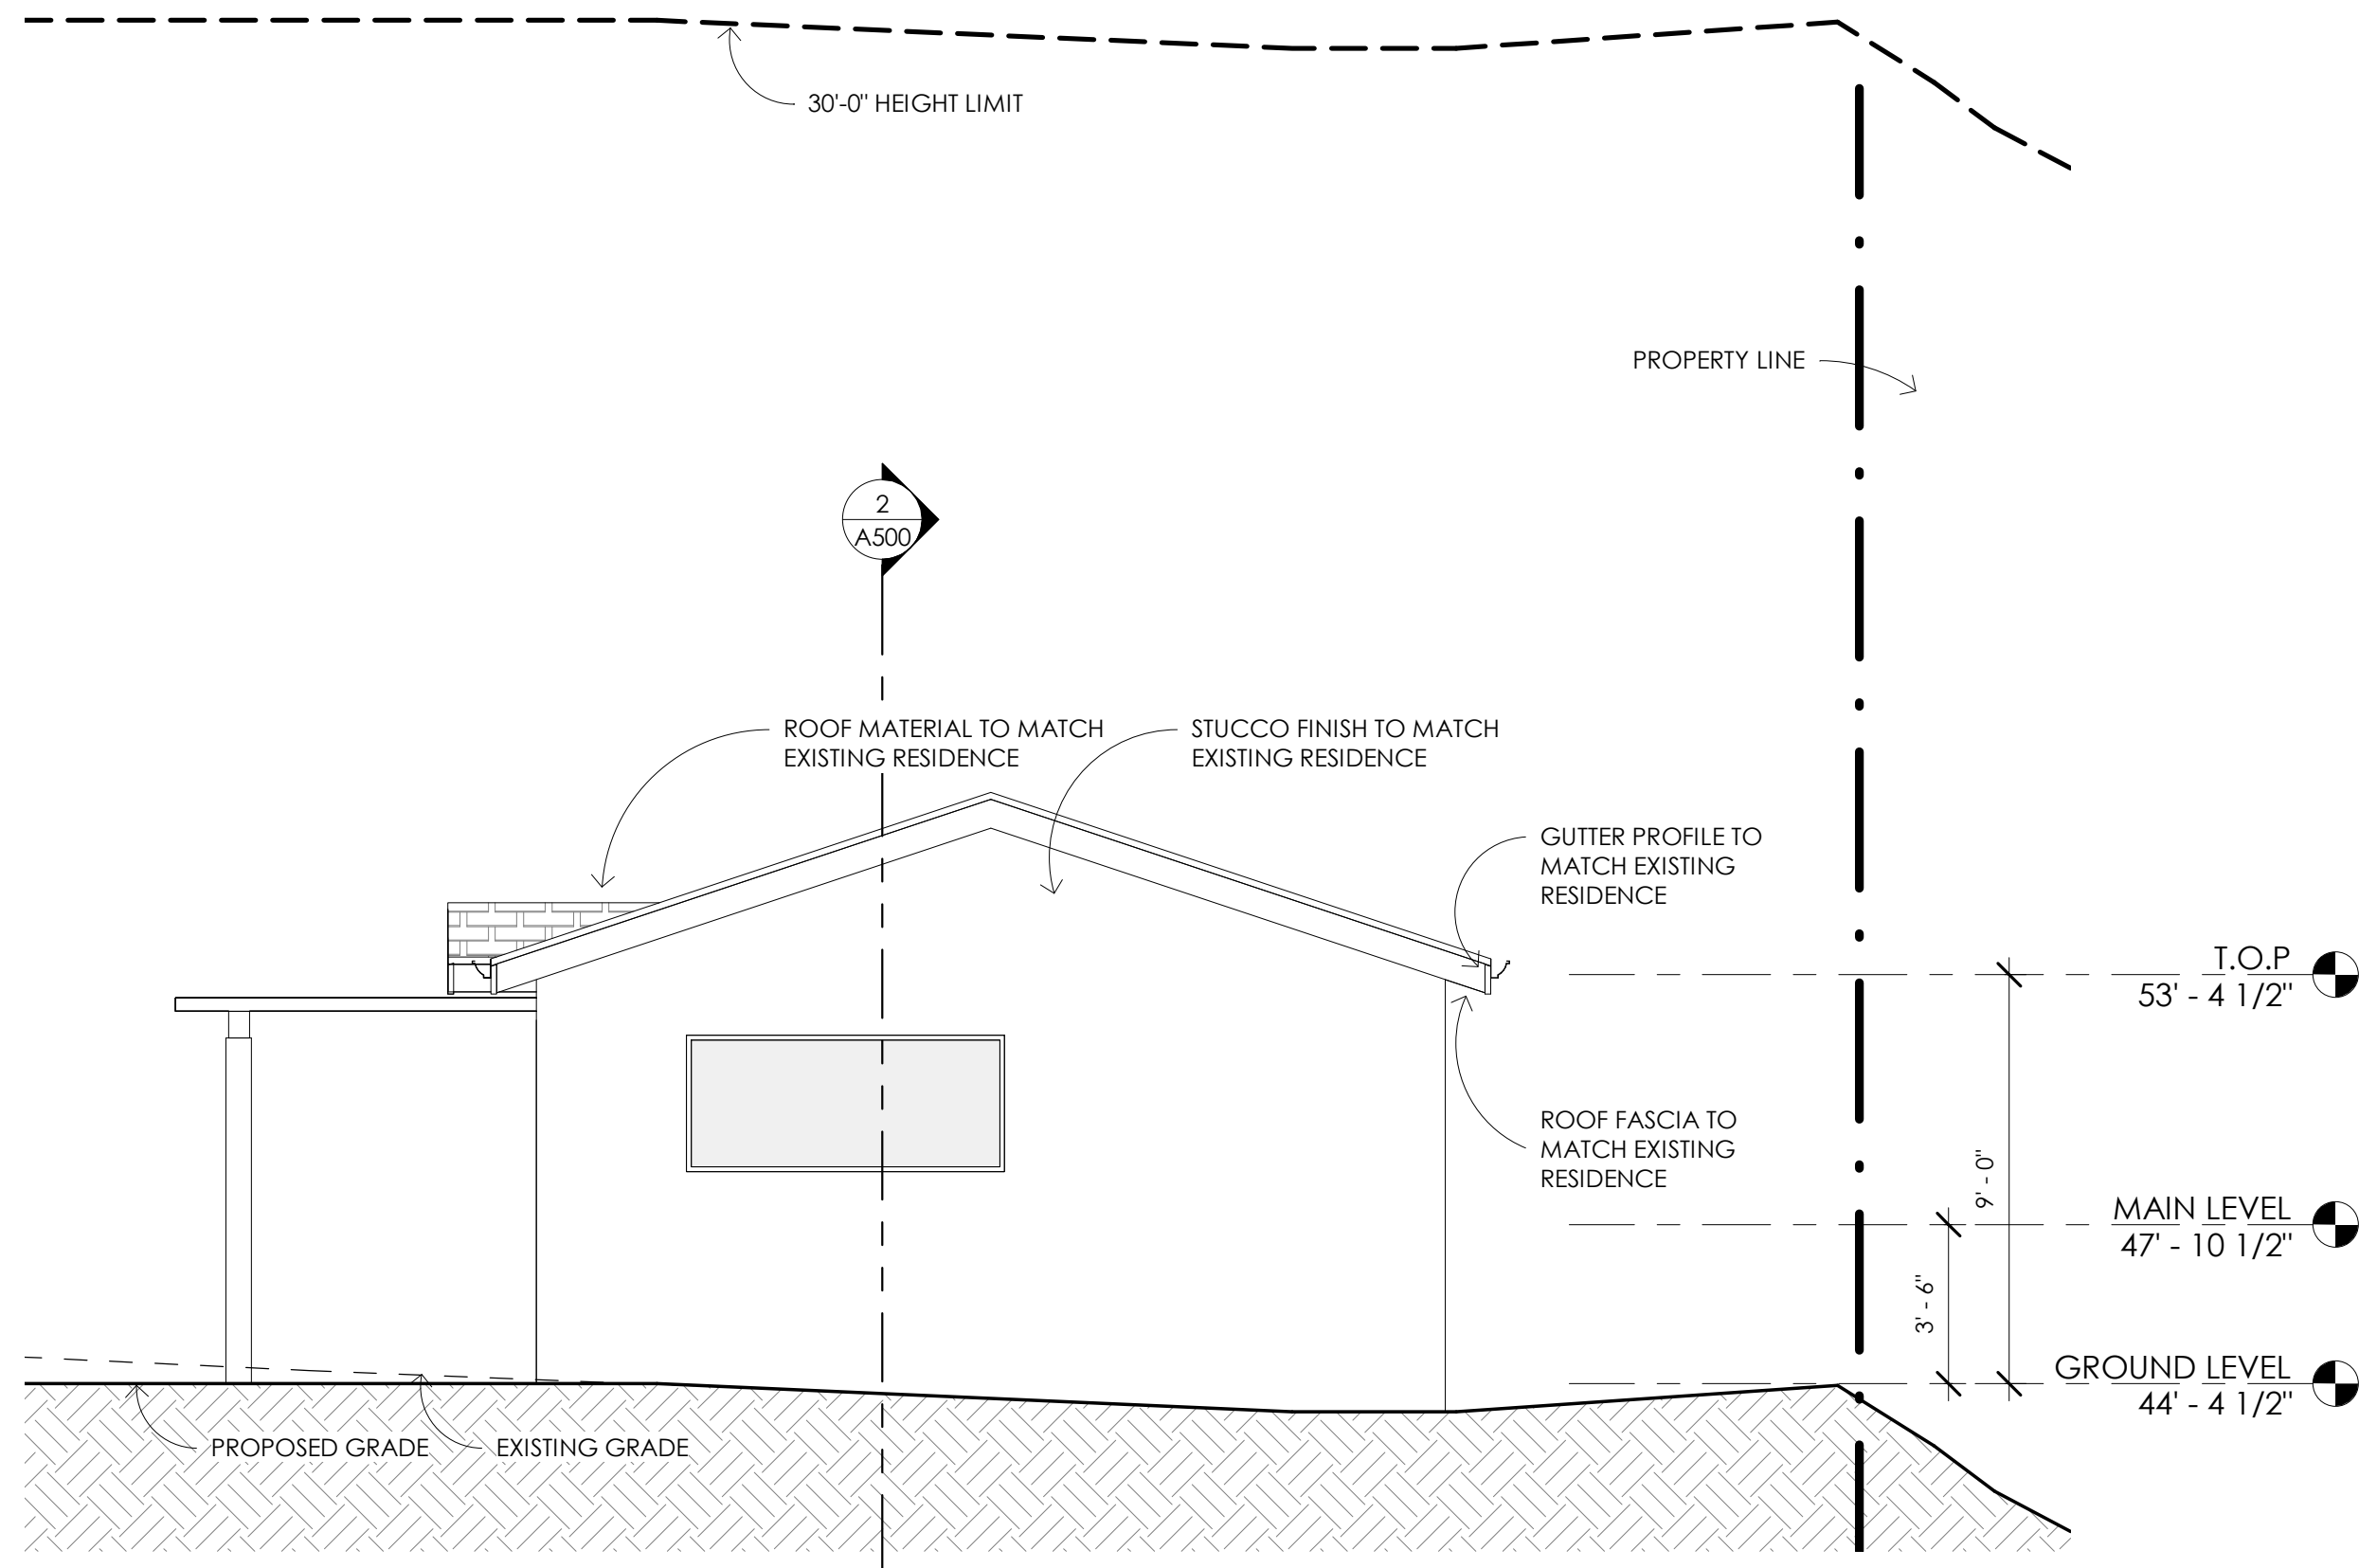 30'-0" HEIGHT LIMIT
PROPERTY LINE
2
A500
ROOF MATERIAL TO MATCH
EXISTING RESIDENCE
STUCCO FINISH TO MATCH
EXISTING RESIDENCE
GUTTER PROFILE TO
MATCH EXISTING
RESIDENCE
T.O.P
53' - 4 1/2"
ROOF FASCIA TO
MATCH EXISTING
RESIDENCE
9' - 0"
MAIN LEVEL
47' - 10 1/2"
3' - 6"
GROUND LEVEL
44' - 4 1/2"
PROPOSED GRADE
EXISTING GRADE